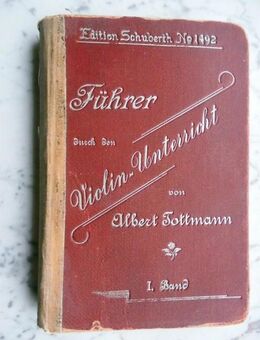 Edition Schuberth No 1492
Führer
durch den
Violin-Unterricht
von
Albert Tottmann
I. Band